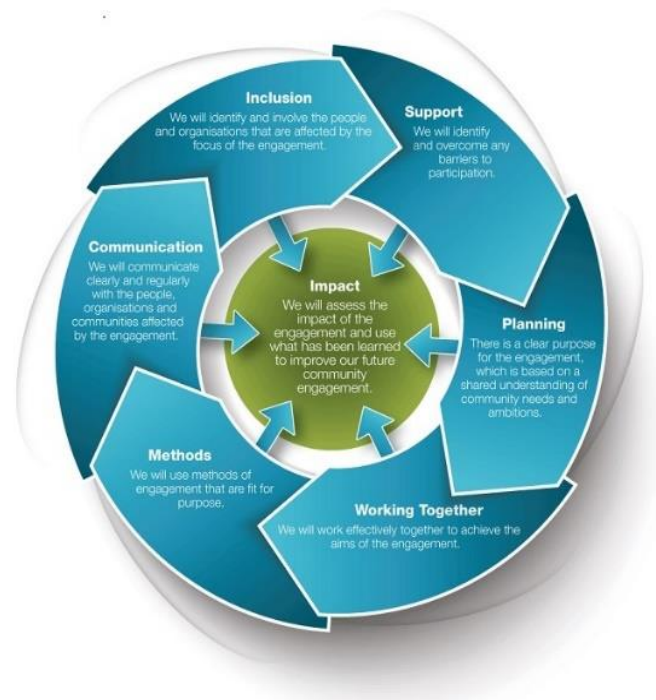 Inclusion
We will identify and involve the people
and organisations that are affected by the
focus of the engagement.
Support
We will identify
and overcome any
barriers to
participation.
Planning
There is a clear purpose
for the engagement,
which is based on a
shared understanding of
community needs and
ambitions.
Working Together
We will work effectively together to achieve the
aims of the engagement.
Methods
We will use methods of
engagement that are fit for
purpose.
Communication
We will communicate
clearly and regularly
with the people,
organisations and
communities affected
by the engagement.
Impact
We will assess the
impact of the
engagement and use
what has been learned
to improve our future
community
engagement.